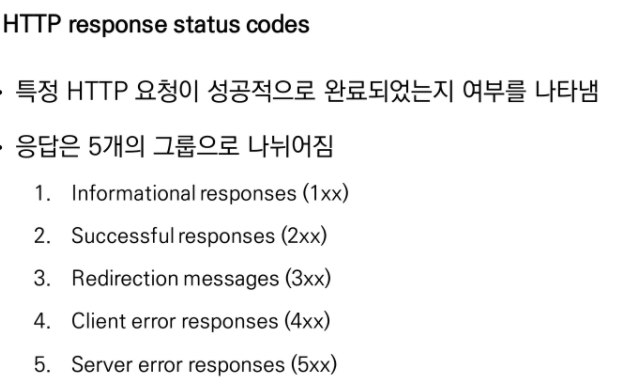 HTTP response status codes
• 특정 HTTP 요청이 성공적으로 완료되었는지 여부를 나타냄
• 응답은 5개의 그룹으로 나뉘어짐
1. Informational responses (1xx)
2. Successful responses (2xx)
3. Redirection messages (3xx)
4. Client error responses (4xx)
5. Server error responses (5xx)